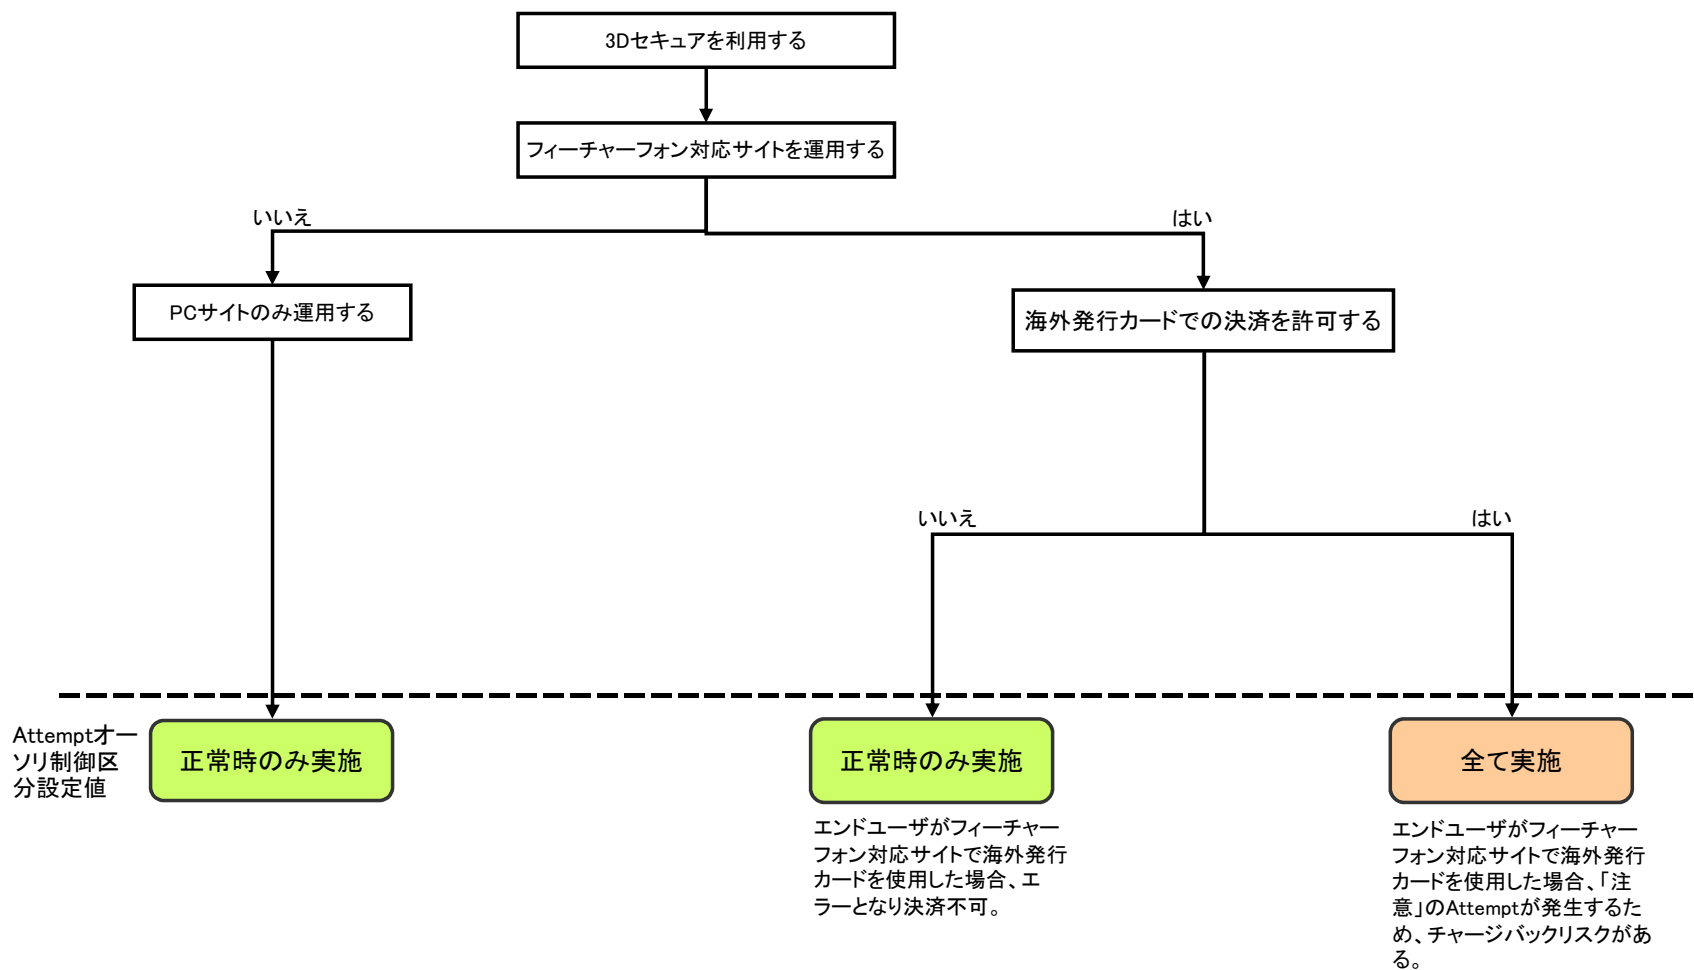 3Dセキュアを利用する
フィーチャーフォン対応サイトを運用する
いいえ
はい
PCサイトのみ運用する
海外発行カードでの決済を許可する
いいえ
はい
Attemptオー
ソリ制御区
分設定値
正常時のみ実施
正常時のみ実施
全て実施
エンドユーザがフィーチャー
フォン対応サイトで海外発行
カードを使用した場合、エ
ラーとなり決済不可。
エンドユーザがフィーチャー
フォン対応サイトで海外発行
カードを使用した場合、「注
意」のAttemptが発生するた
め、チャージバックリスクがあ
る。